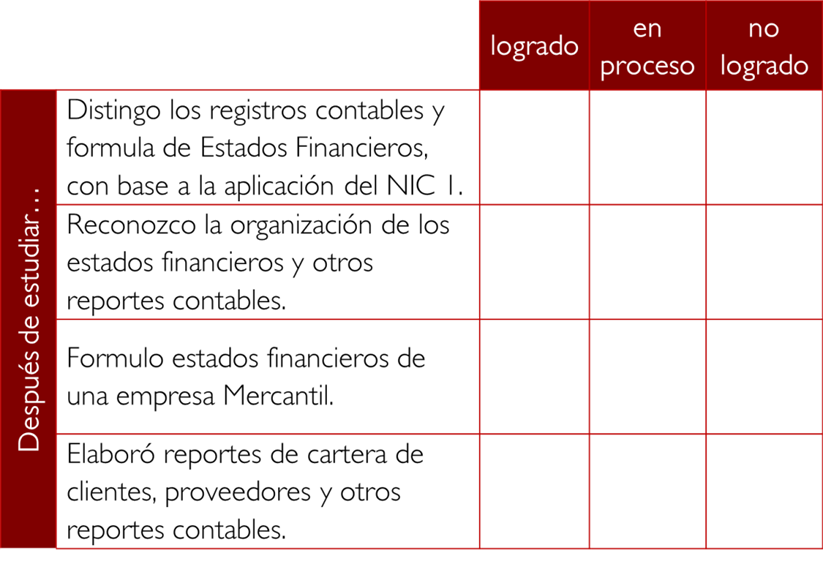 logrado
en
proceso
no
logrado
Después de estudiar...
Distingo los registros contables y
formula de Estados Financieros,
con base a la aplicación del NIC 1.
Reconozco la organización de los
estados financieros y otros
reportes contables.
Formulo estados financieros de
una empresa Mercantil.
Elaboró reportes de cartera de
clientes, proveedores y otros
reportes contables.